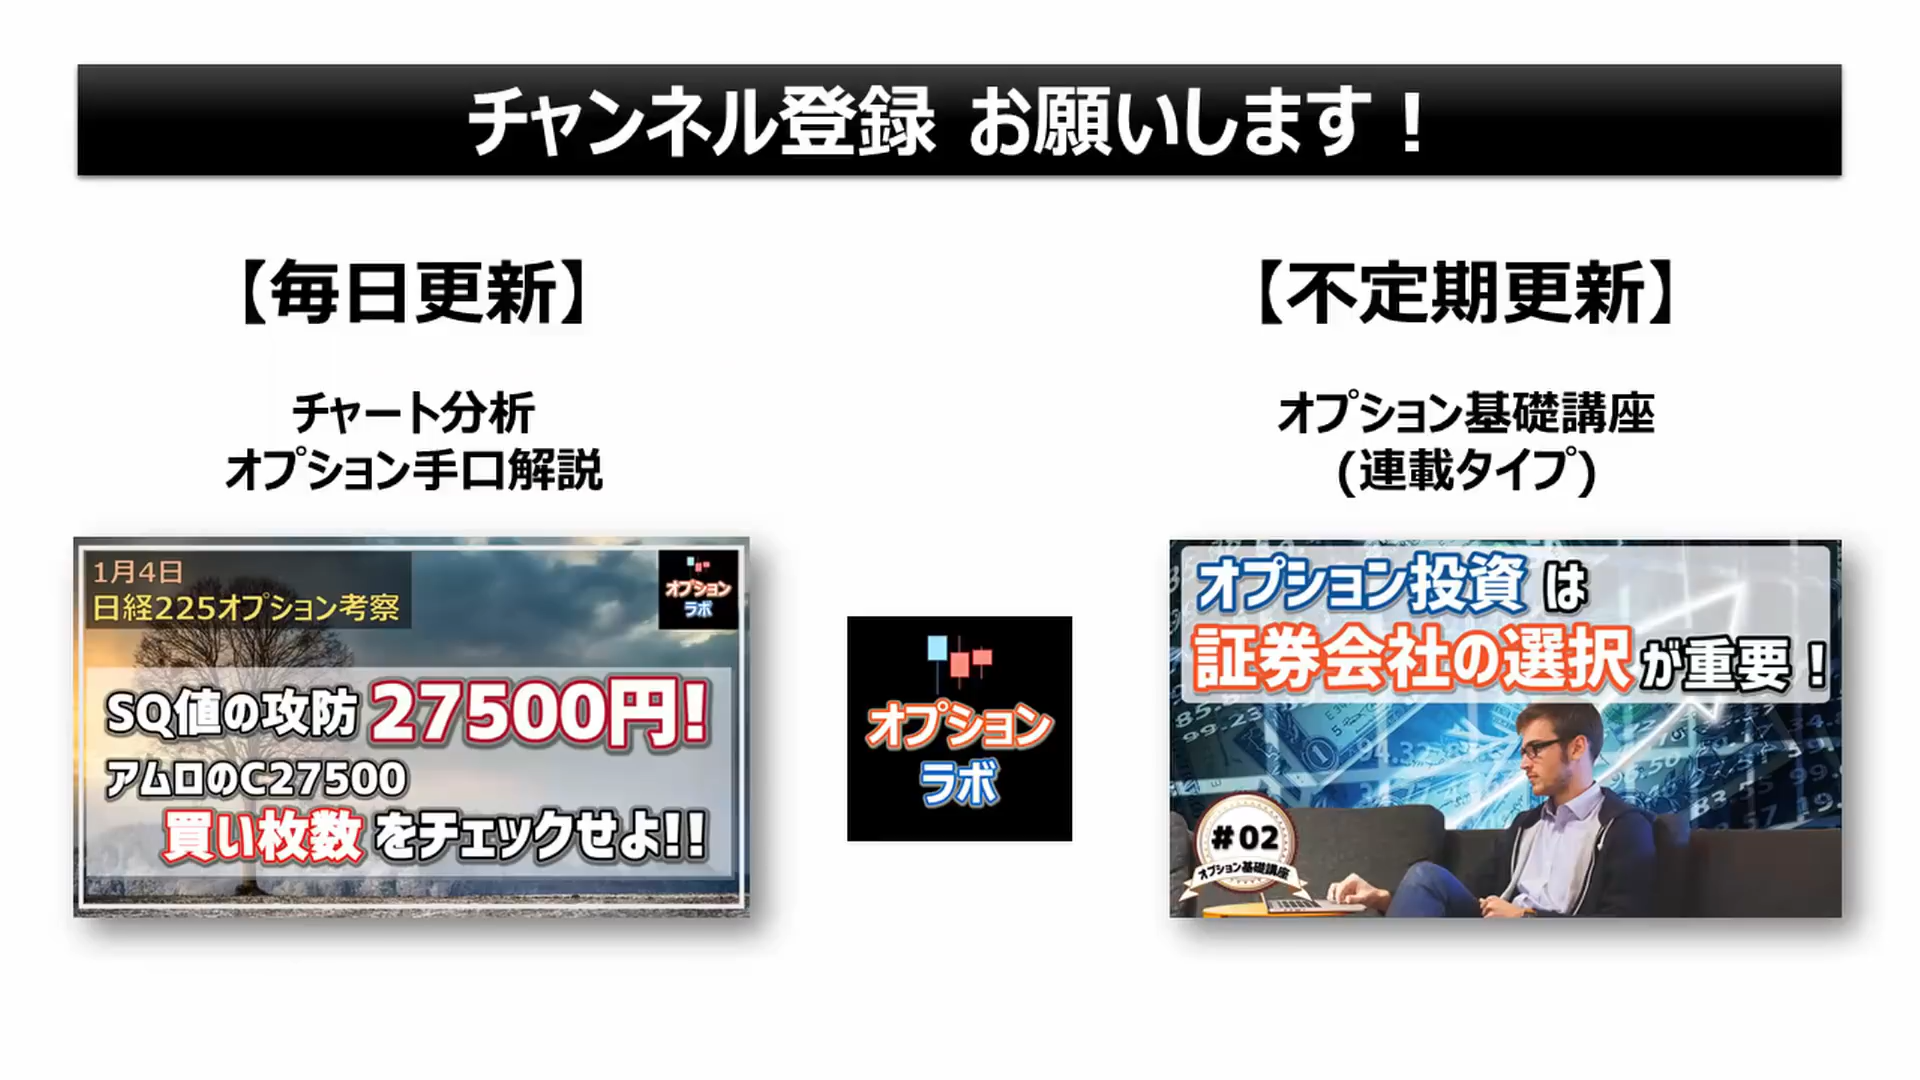 チャンネル登録 お願いします！
【毎日更新】
チャート分析
オプション手口解説
1月4日
日経225オプション考察
オプション
ラボ
SQ値の攻防 27500円!
アムロのC27500
買い枚数 をチェックせよ!!
オプション
ラボ
【不定期更新】
オプション基礎講座
(連載タイプ)
オプション投資 は
証券会社の選択 が重要！
#02
オプション基礎講座